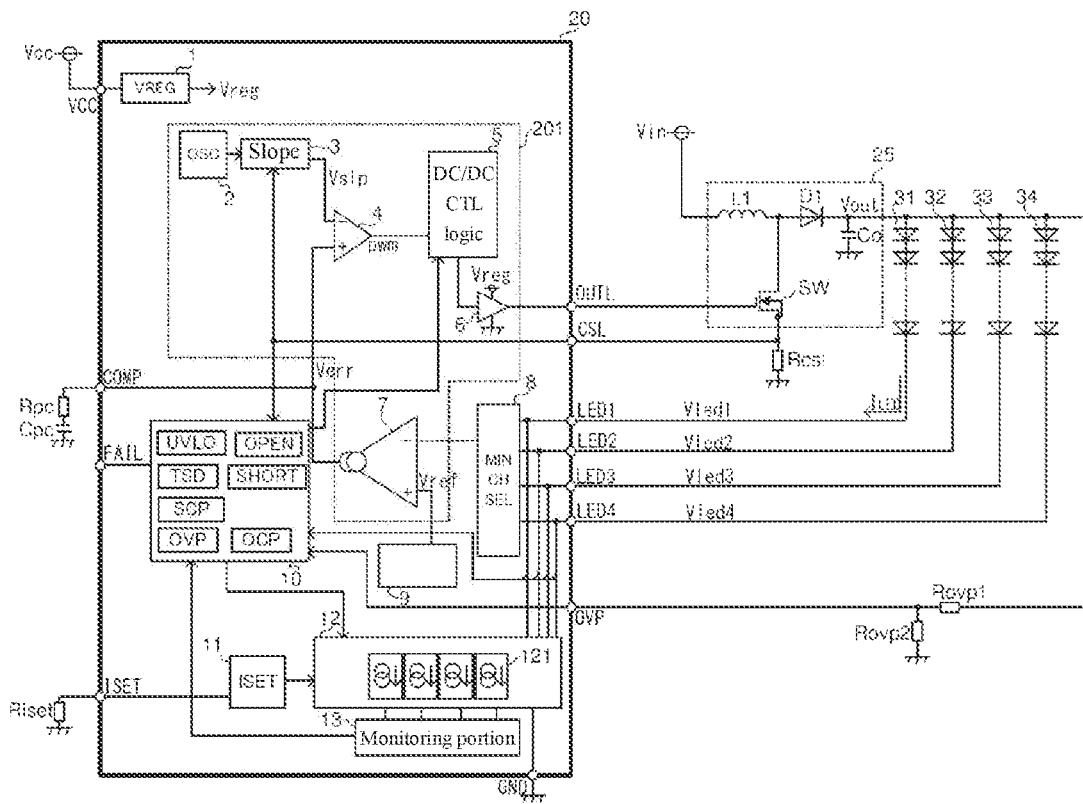 20
Vcc
1
VREG
Vreg
VCC
201
OSC
Slope
3
2
Vslp
4
pwm
5
DC/DC
CTL
logic
Vreg
6
OUTL
CSL
Vin
25
L1
D1
Vout
Co
31
32
33
34
SW
Rcs
Verr
COMP
Rpc
Cpc
FAIL
UVLO
OPEN
TSD
SHORT
SCP
OVP
OCP
10
7
Vref
8
MIN
CH
SEL
9
LED1
Vled1
LED2
Vled2
LED3
Vled3
LED4
Vled4
OVP
Rovp1
Rovp2
12
121
11
ISET
ISET
Riset
13
Monitoring portion
GND